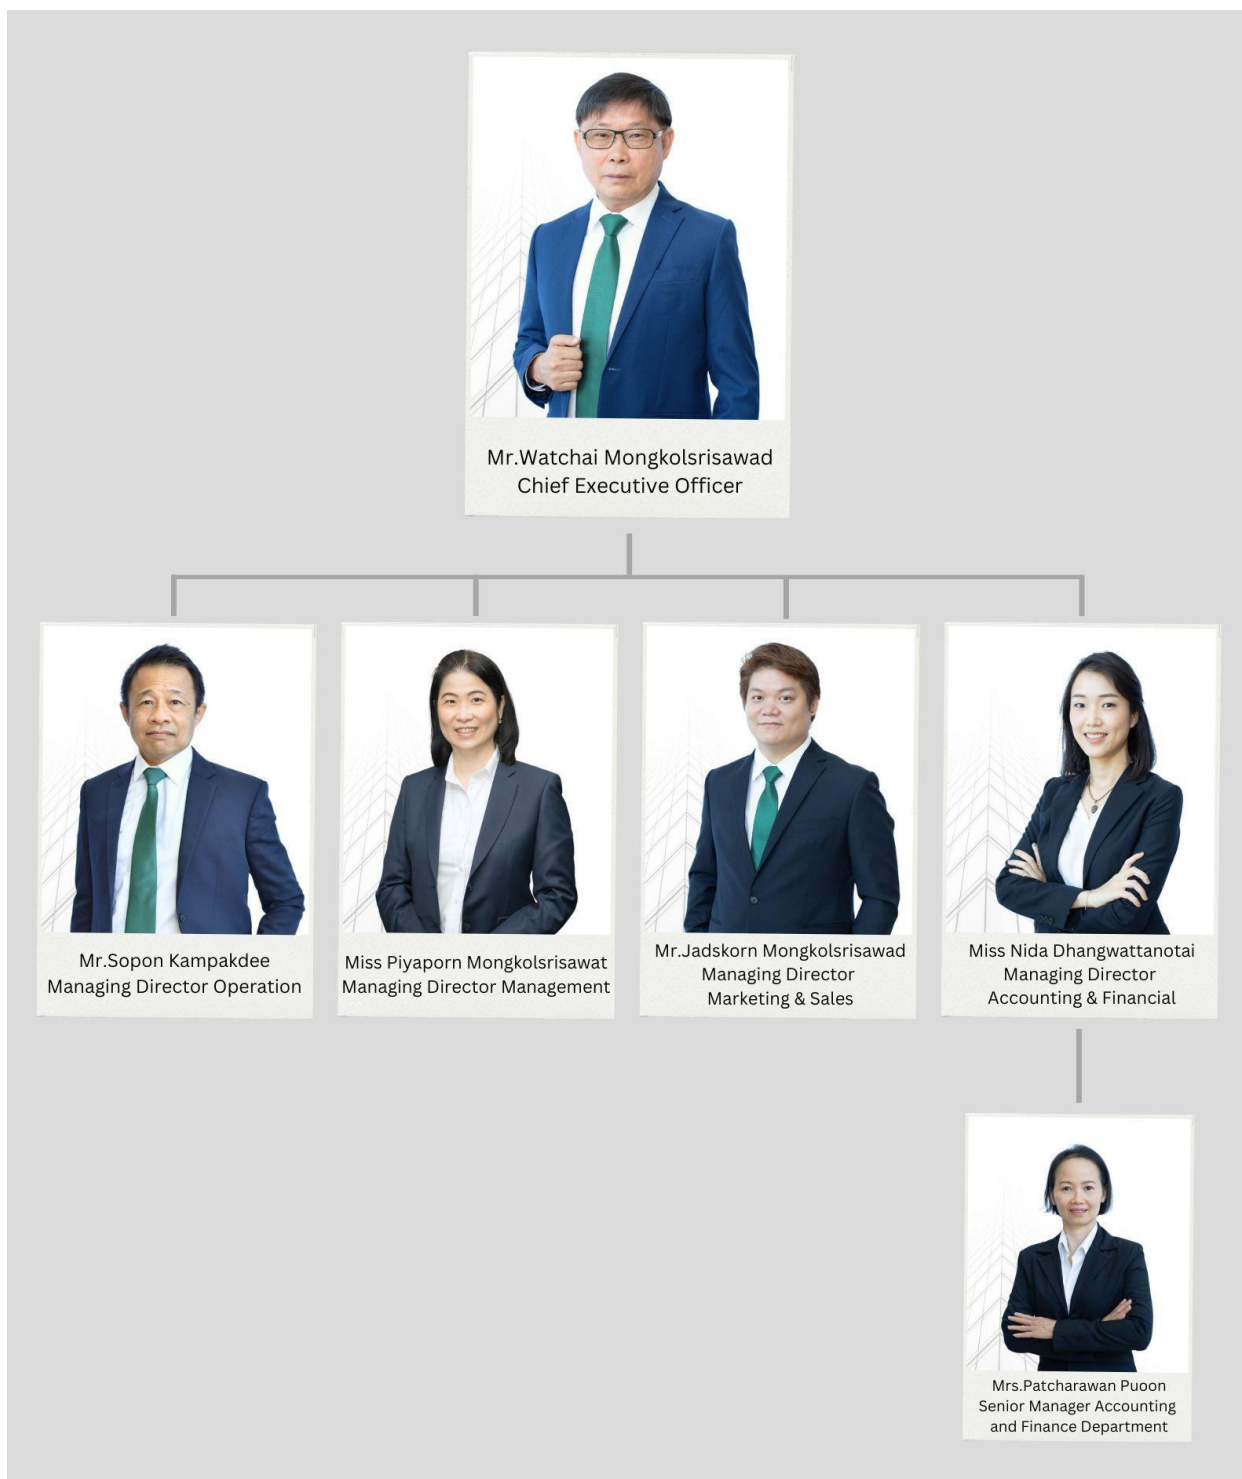 Mr.Watchai Mongkolsrisawad
Chief Executive Officer
Mr.Sopon Kampakdee
Managing Director Operation
Miss Piyaporn Mongkolsrisawat
Managing Director Management
Mr.Jadskorn Mongkolsrisawad
Managing Director
Marketing & Sales
Miss Nida Dhangwattanotai
Managing Director
Accounting & Financial
Mrs.Patcharawan Puoon
Senior Manager Accounting
and Finance Department